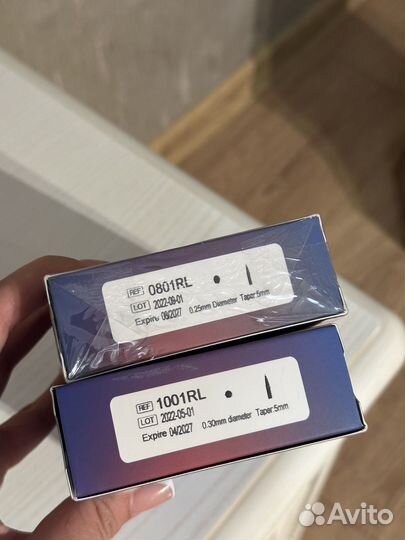 REF 0801RL
LOT 2022-09-01
Expire 08/2027 0.25mm Diameter Taper:5mm
REF 1001RL
LOT 2022-05-01
Expire 04/2027 0.30mm diameter Taper:5mm
Avito